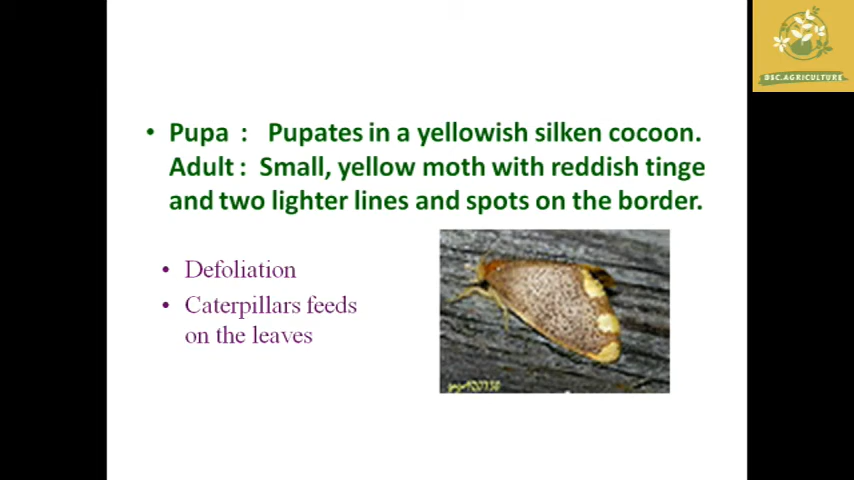 BSC.AGRICULTURE
• Pupa : Pupates in a yellowish silken cocoon.
Adult : Small, yellow moth with reddish tinge
and two lighter lines and spots on the border.
• Defoliation
• Caterpillars feeds
on the leaves